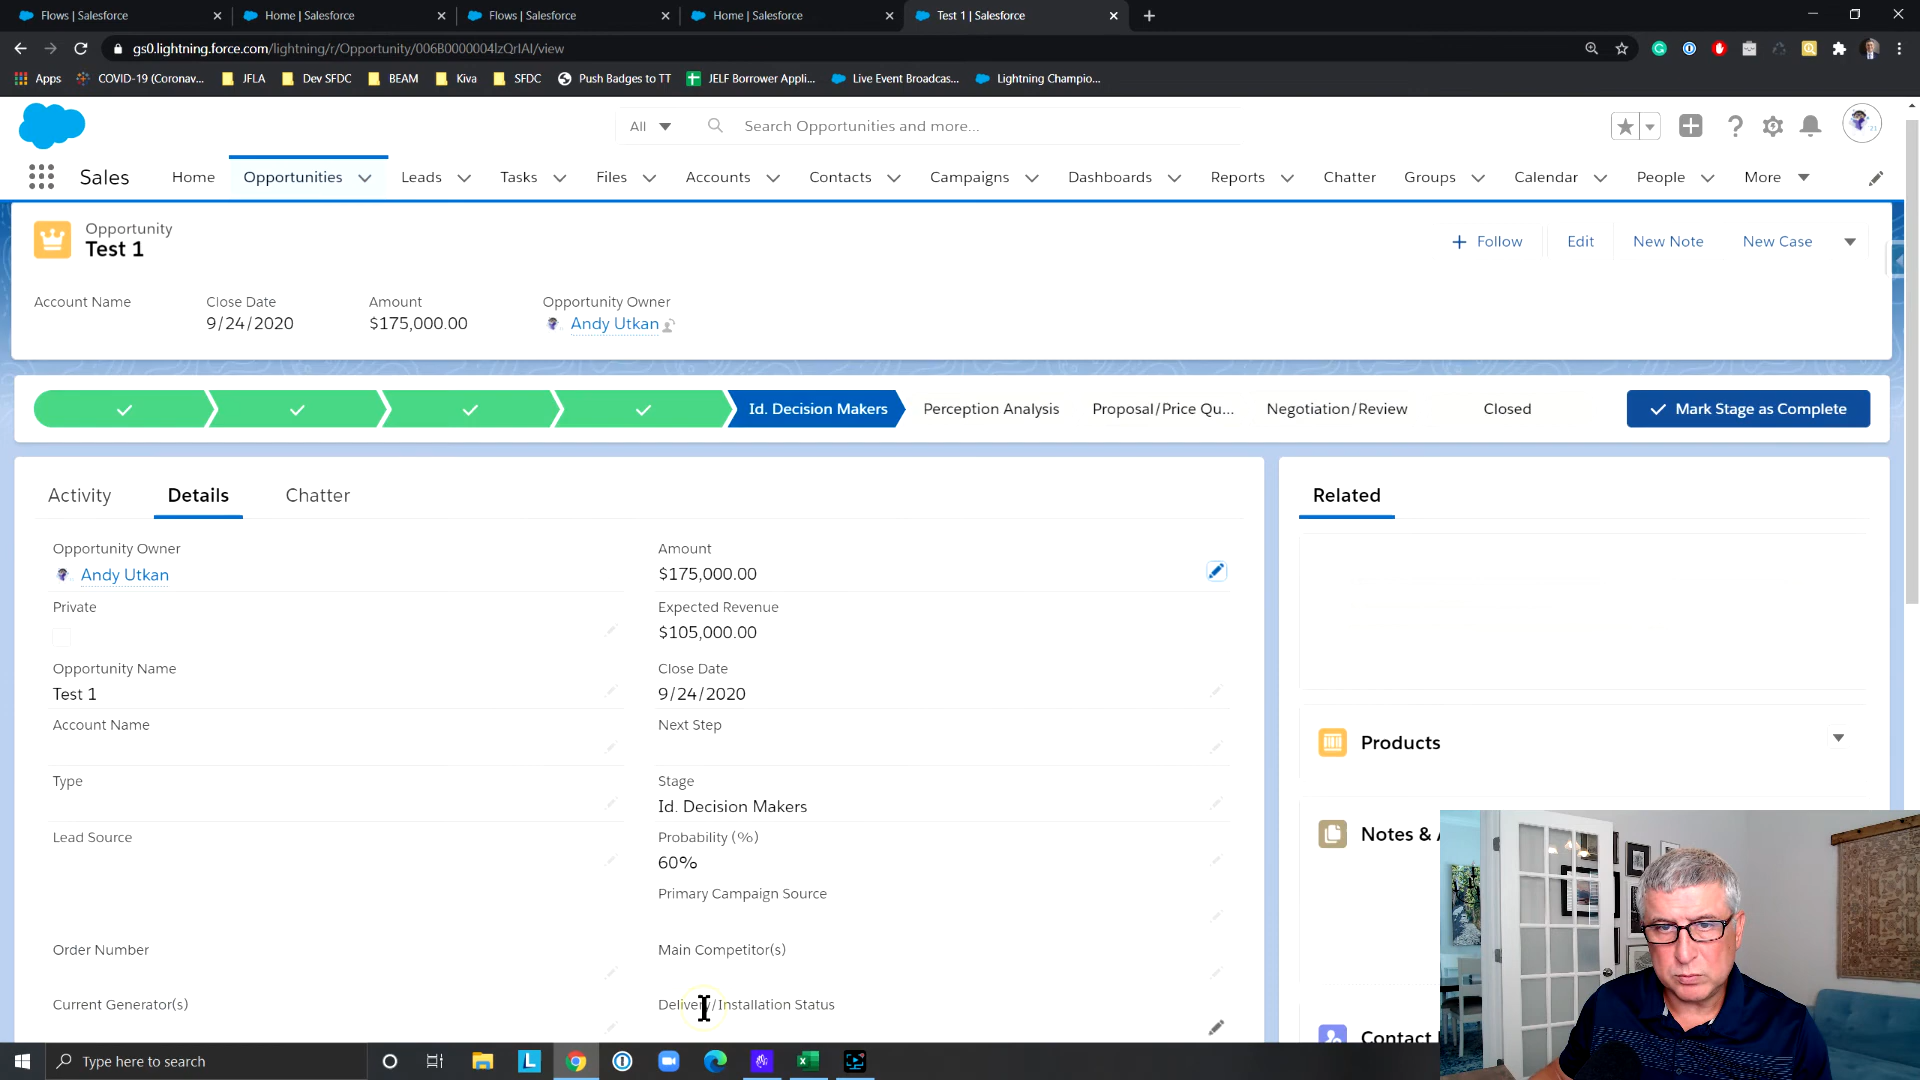 Flows | Salesforce
Home | Salesforce
Flows | Salesforce
Home | Salesforce
Test 1 | Salesforce
gs0.lightning.force.com/lightning/r/Opportunity/006B0000004IzQrIAI/view
Apps
COVID-19 (Coronav...
JFLA
Dev SFDC
BEAM
Kiva
SFDC
Push Badges to TT
JELF Borrower Appli...
Live Event Broadcas...
Lightning Champio...
All
Search Opportunities and more...
Sales
Home
Opportunities
Leads
Tasks
Files
Accounts
Contacts
Campaigns
Dashboards
Reports
Chatter
Groups
Calendar
People
More
Opportunity
Test 1
Follow
Edit
New Note
New Case
Account Name
Close Date
9/24/2020
Amount
$175,000.00
Opportunity Owner
Andy Utkan
Id. Decision Makers
Perception Analysis
Proposal/Price Qu...
Negotiation/Review
Closed
Mark Stage as Complete
Activity
Details
Chatter
Related
Opportunity Owner
Andy Utkan
Amount
$175,000.00
Private
Expected Revenue
$105,000.00
Opportunity Name
Test 1
Close Date
9/24/2020
Account Name
Next Step
Type
Stage
Id. Decision Makers
Lead Source
Probability (%)
60%
Primary Campaign Source
Order Number
Main Competitor(s)
Current Generator(s)
Delivery/Installation Status
Products
Notes &
Contact
Type here to search